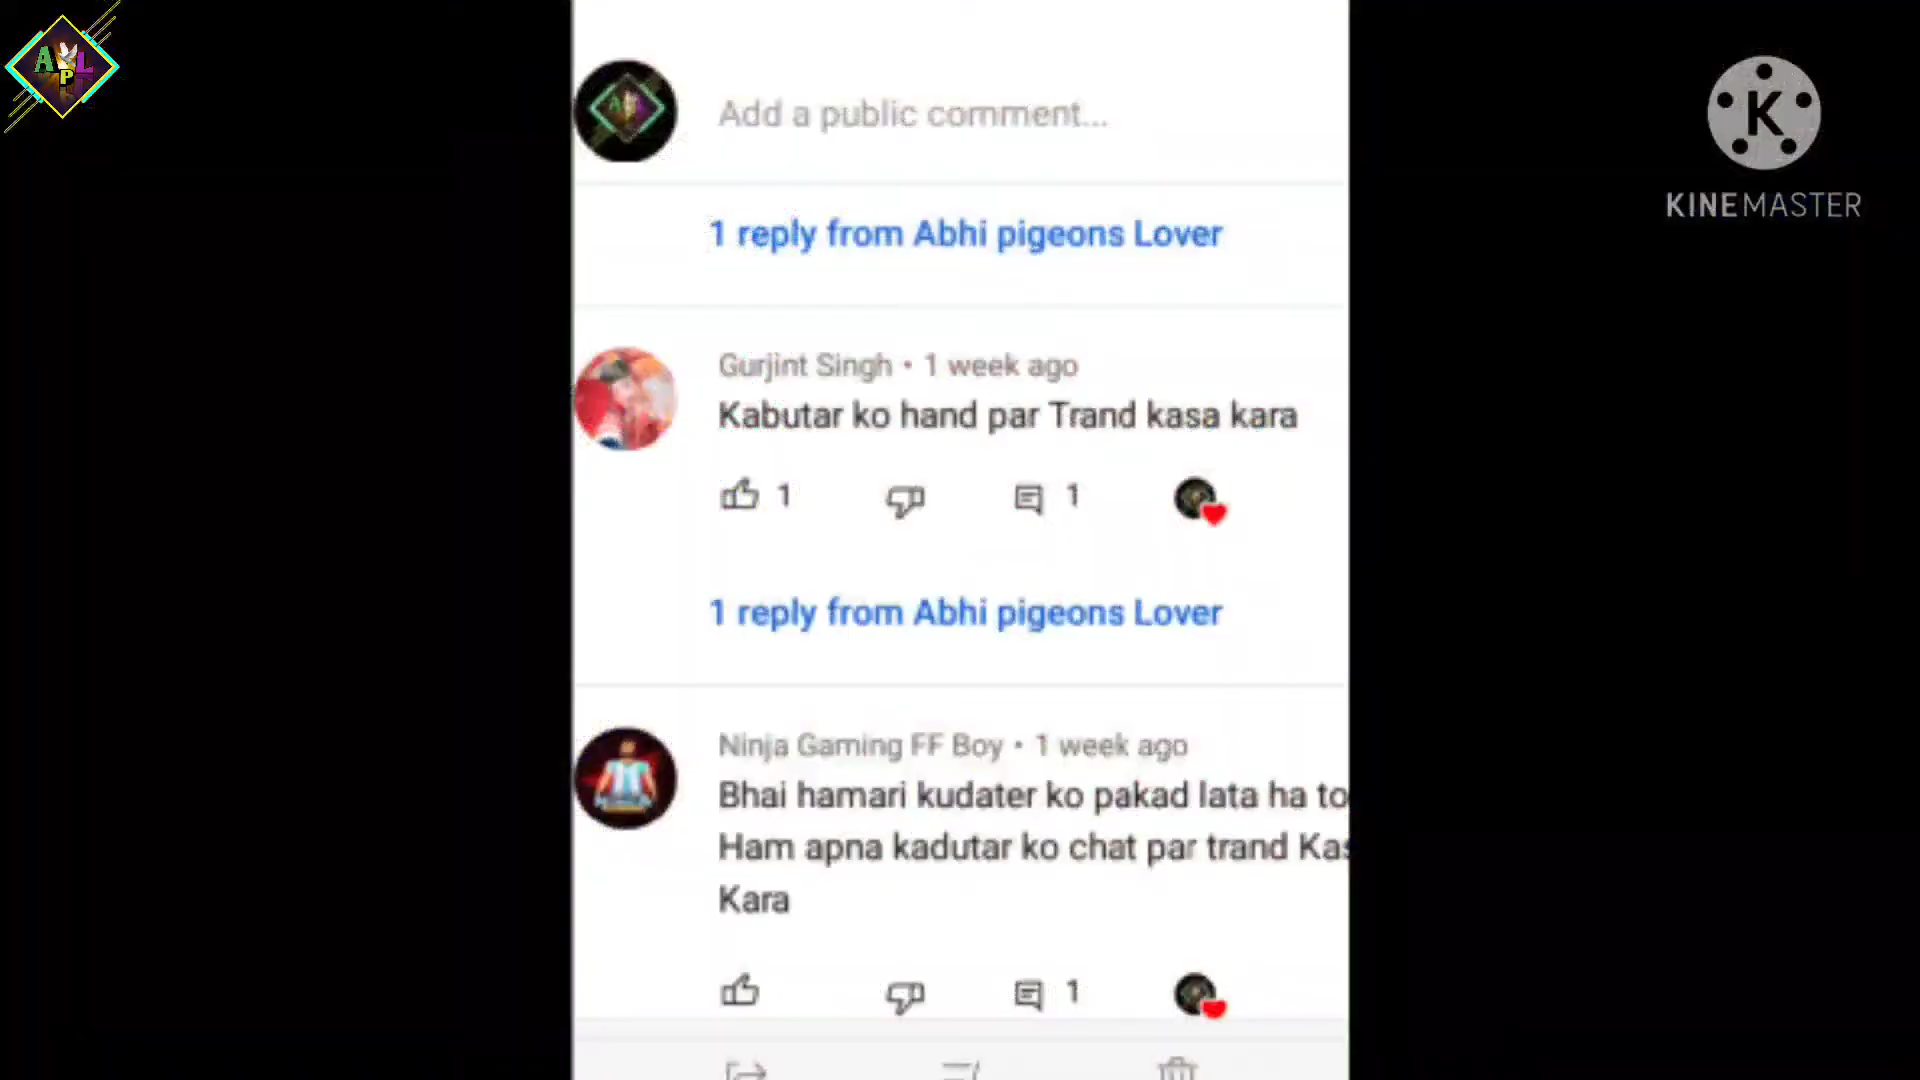 A P L
KINEMASTER
Add a public comment...
1 reply from Abhi pigeons Lover
Gurjint Singh • 1 week ago
Kabutar ko hand par Trand kasa kara
1
1
1 reply from Abhi pigeons Lover
Ninja Gaming FF Boy • 1 week ago
Bhai hamari kudater ko pakad lata ha to
Ham apna kadutar ko chat par trand Kas
Kara
1